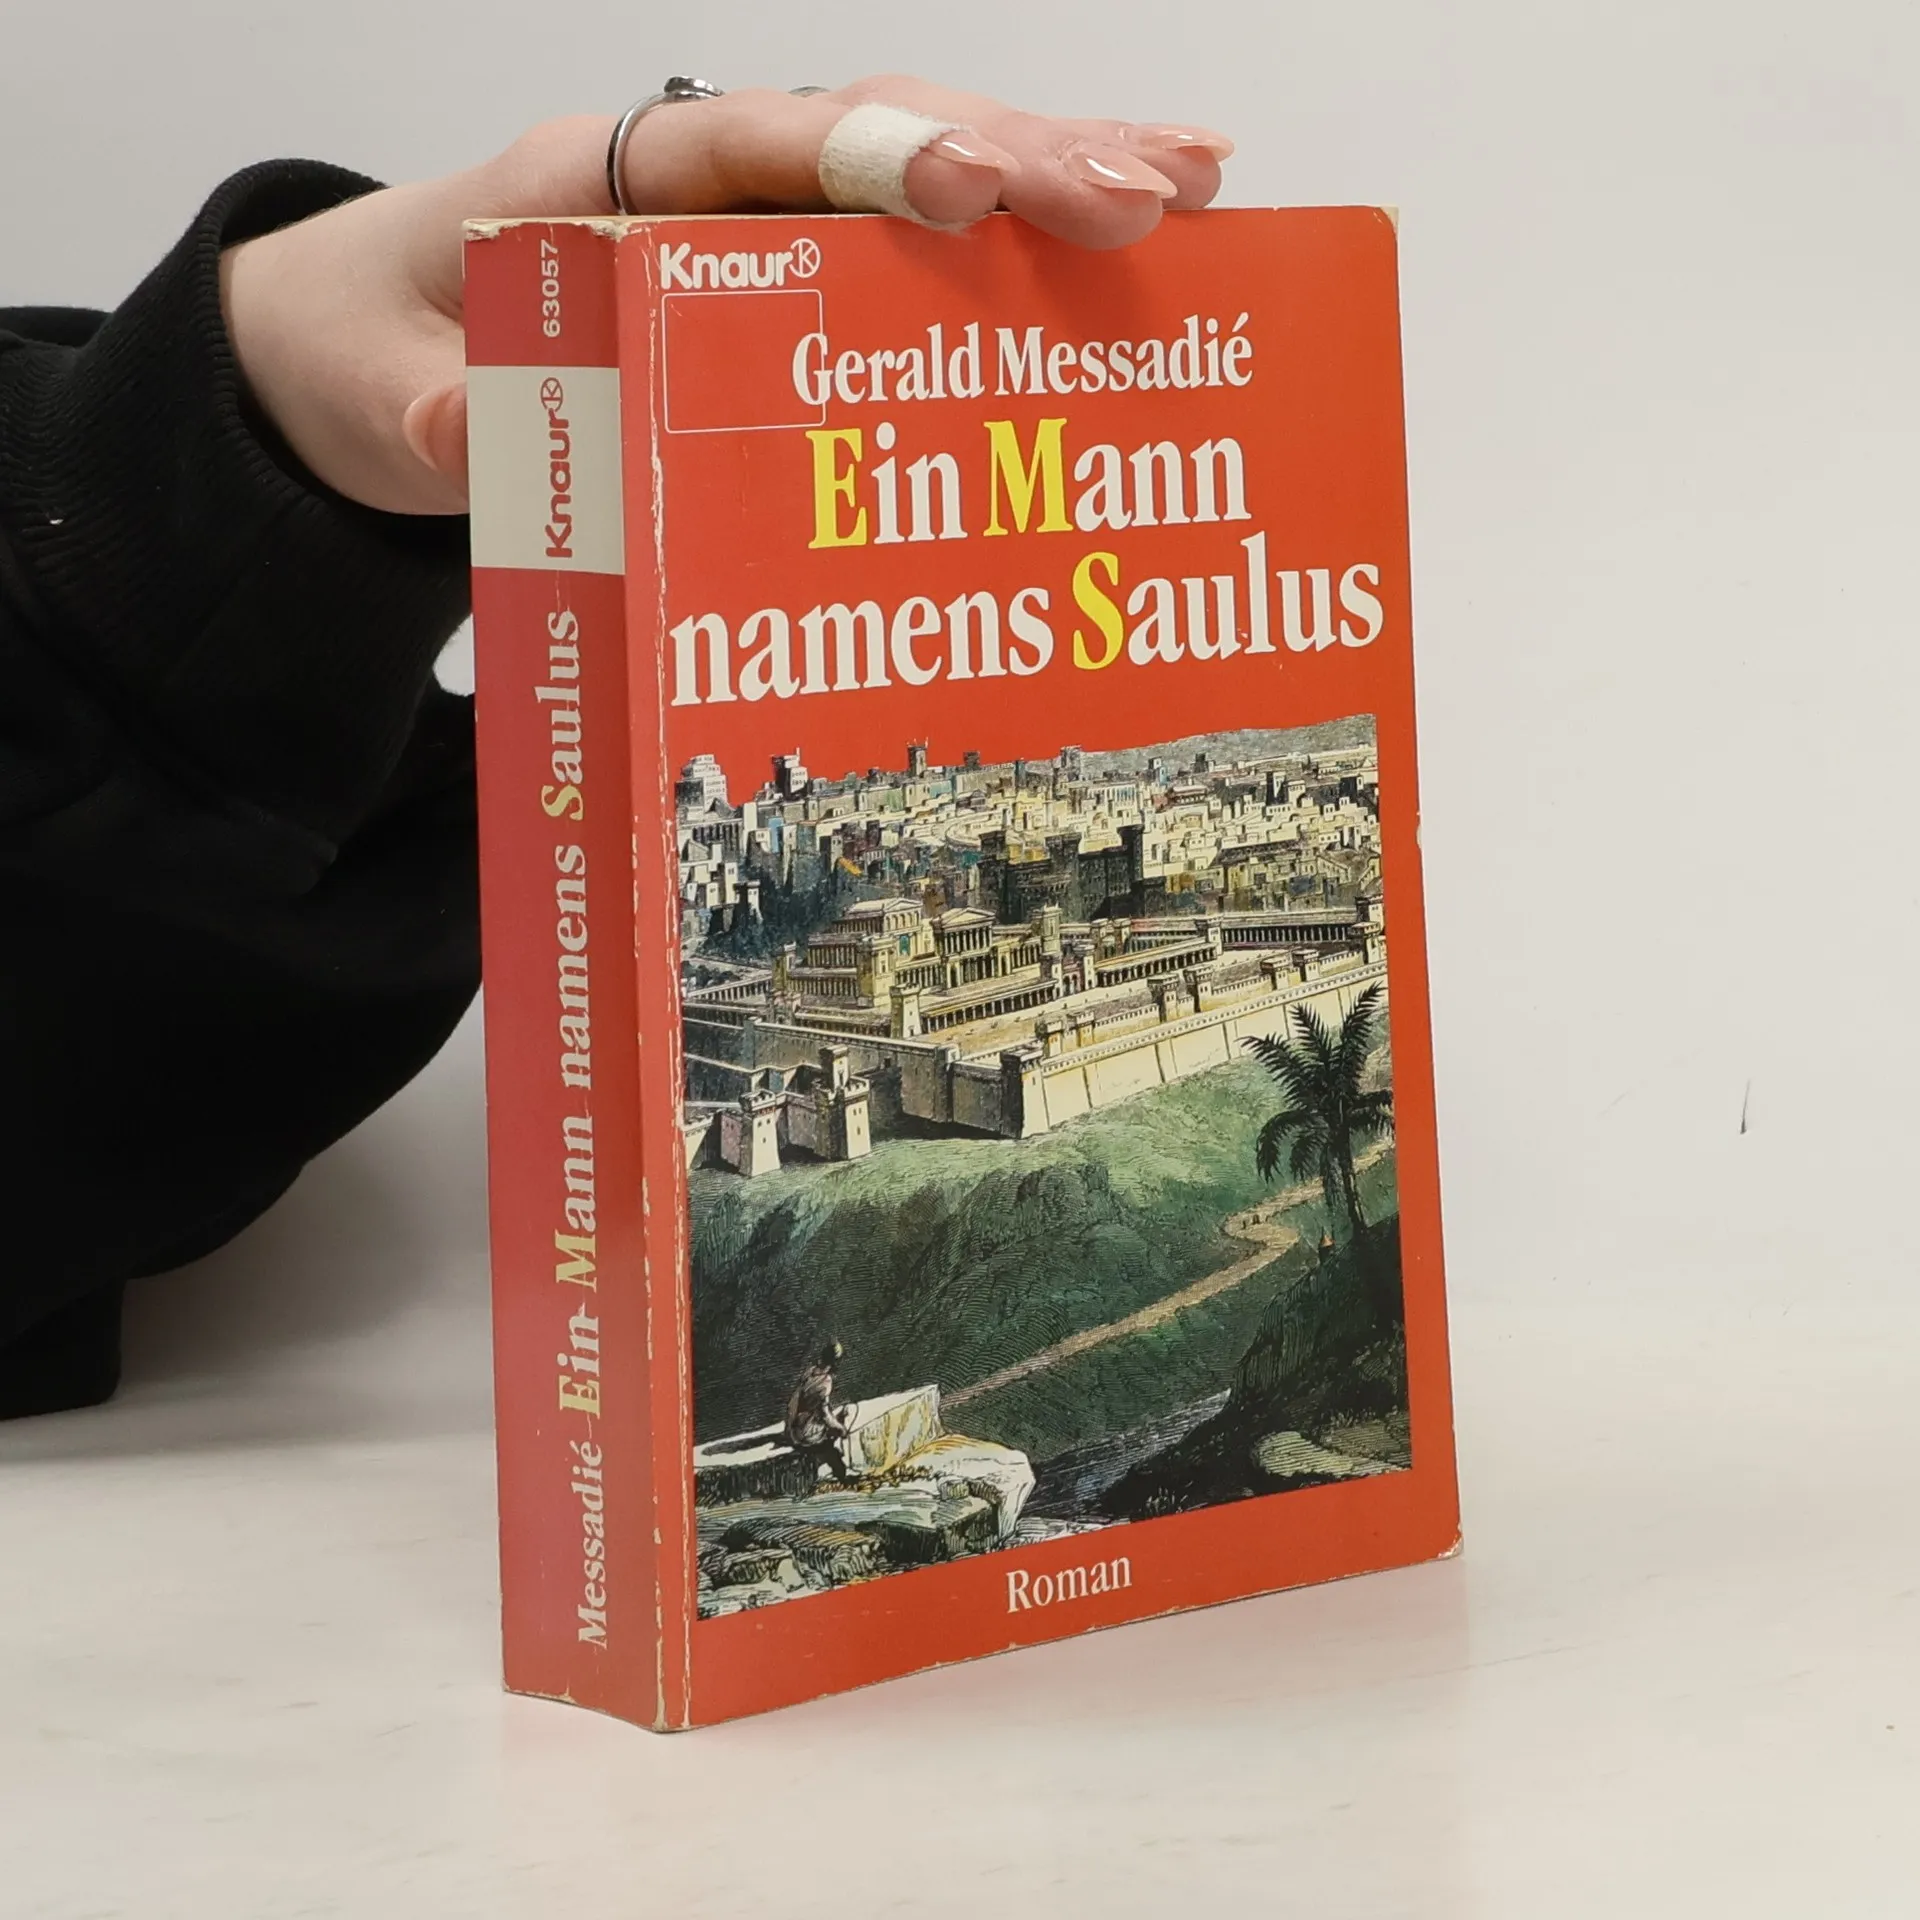 Knaur
Gerald Messadié
Ein Mann
namens Saulus
Roman
Messadié Ein Mann namens Saulus
Knaur
63057